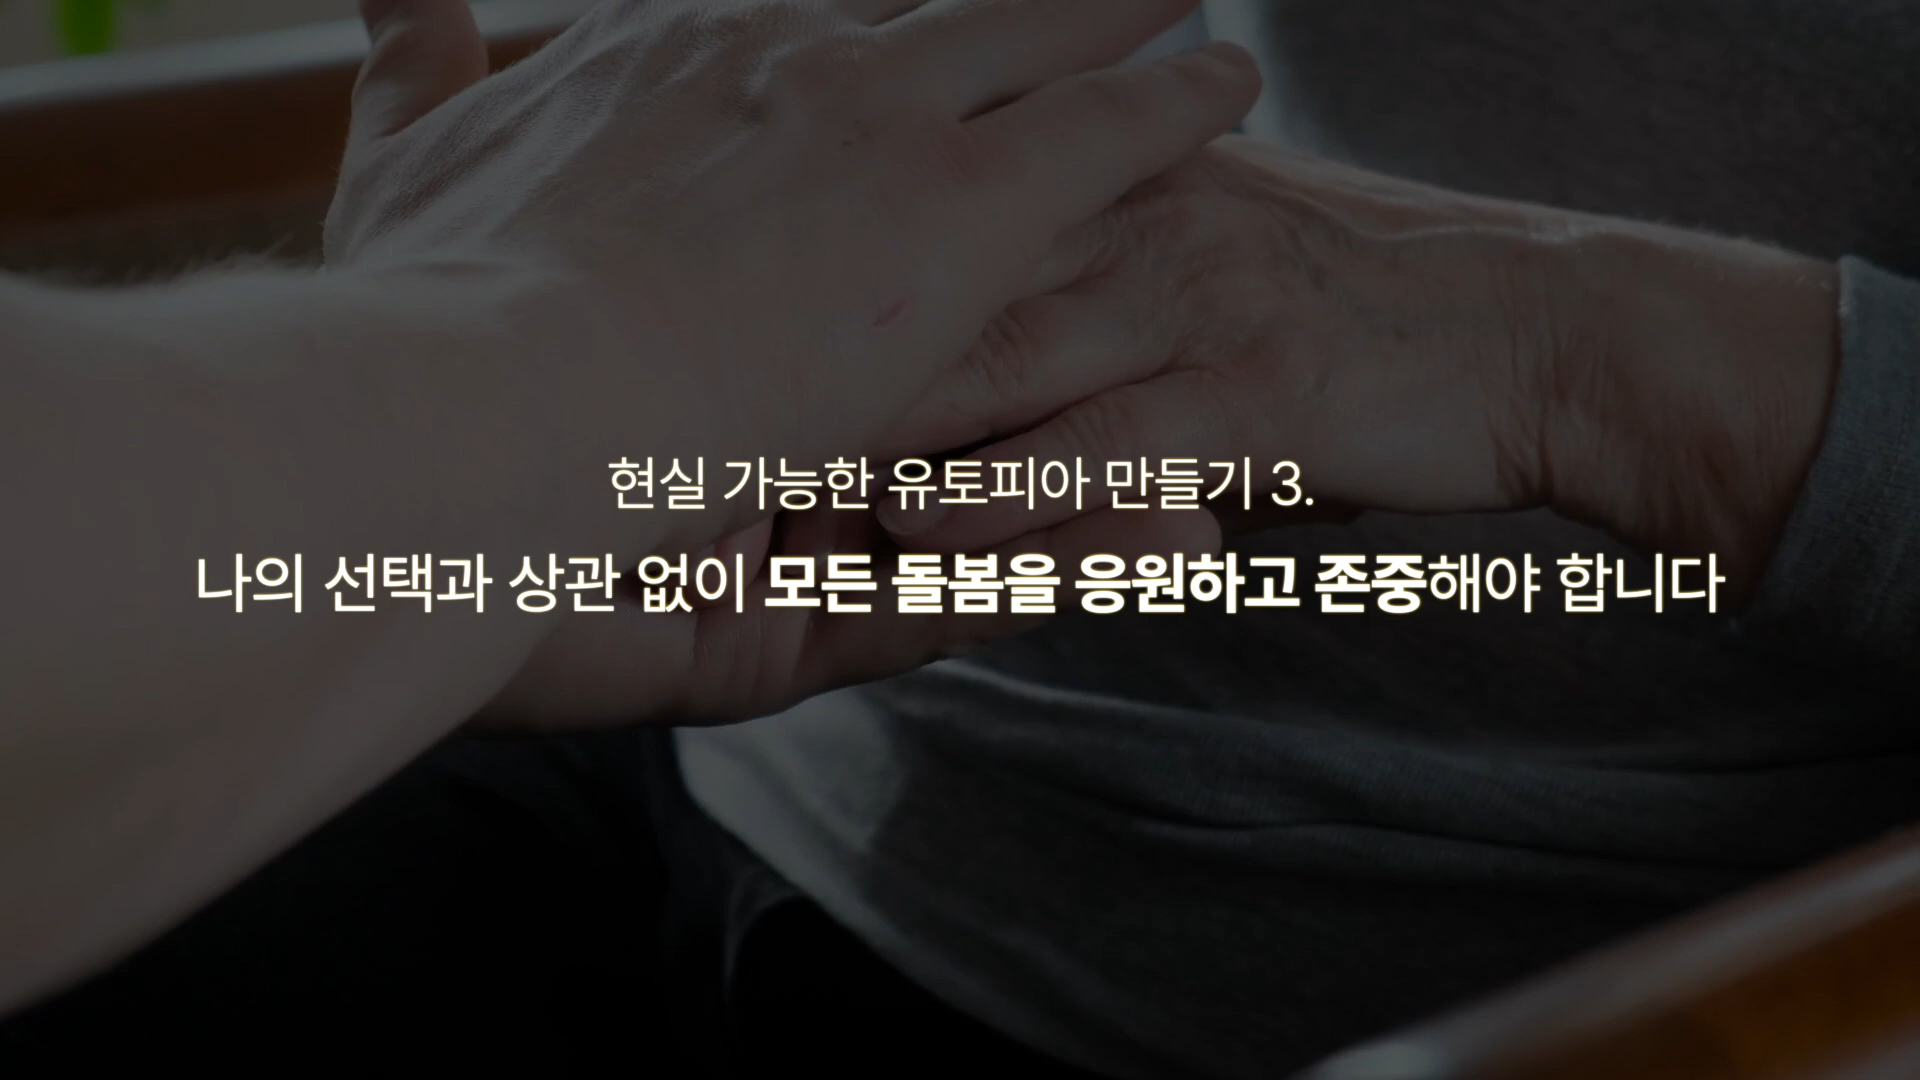 현실 가능한 유토피아 만들기 3.
나의 선택과 상관 없이 모든 돌봄을 응원하고 존중해야 합니다